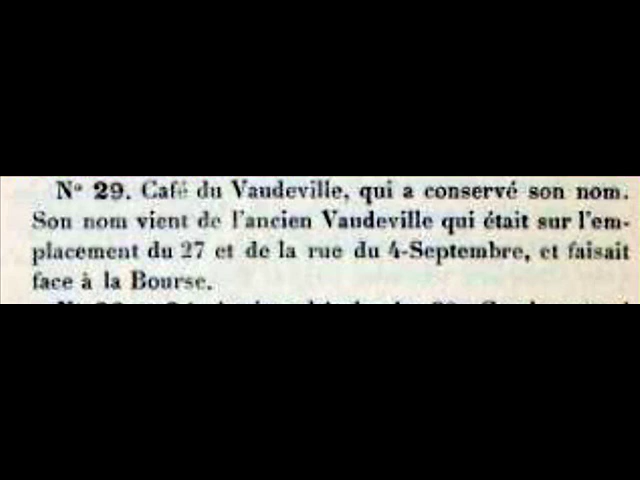 N° 29. Café du Vaudeville, qui a conservé son nom.
Son nom vient de l'ancien Vaudeville qui était sur l'em-
placement du 27 et de la rue du 4-Septembre, et faisait
face à la Bourse.